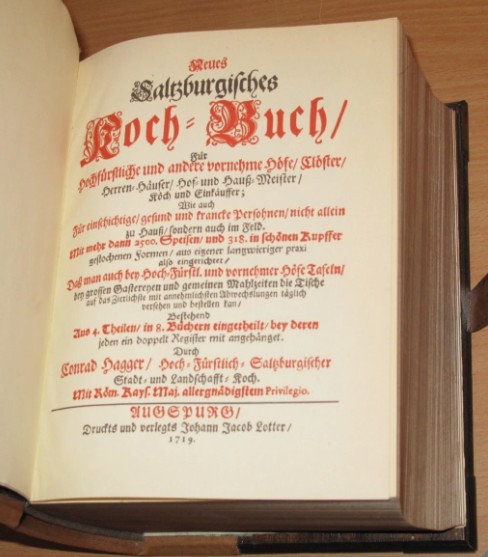 Neues
Saltzburgisches
Koch-Buch/
Für
Hochfürstliche und andere vornehme Höfe/ Clöster/
Herren-Häuser/ Hof- und Hauß-Meister/
Köch und Einkäuffer;
Wie auch
Für einschichtige/ gesund und krancke Persohnen/ nicht allein
zu Hauß/ sondern auch im Feld.
Mit mehr dann 2500. Speisen/ und 318. in schönen Kupffer
gestochenen Formen/ aus eigener langwieriger praxi
also eingerichtet/
Daß man auch bey Hoch-Fürstl. und vornehmer Höfe Tafeln/
bey grossen Gastereyen und gemeinen Mahlzeiten die Tische
auf das Zierlichste mit annehmlichsten Abwechslungen täglich
versehen und bestellen kan/
Bestehend
Aus 4. Theilen/ in 8. Büchern eingetheilt/ bey deren
jeden ein doppelt Register mit angehänget.
Durch
Conrad Hagger/ Hoch-Fürstlich-Saltzburgischer
Stadt- und Landschafft-Koch.
Mit Röm. Kays. Maj. allergnädigstem Privilegio.
AUGSPURG/
Druckts und verlegts Johann Jacob Lotter/
1719.